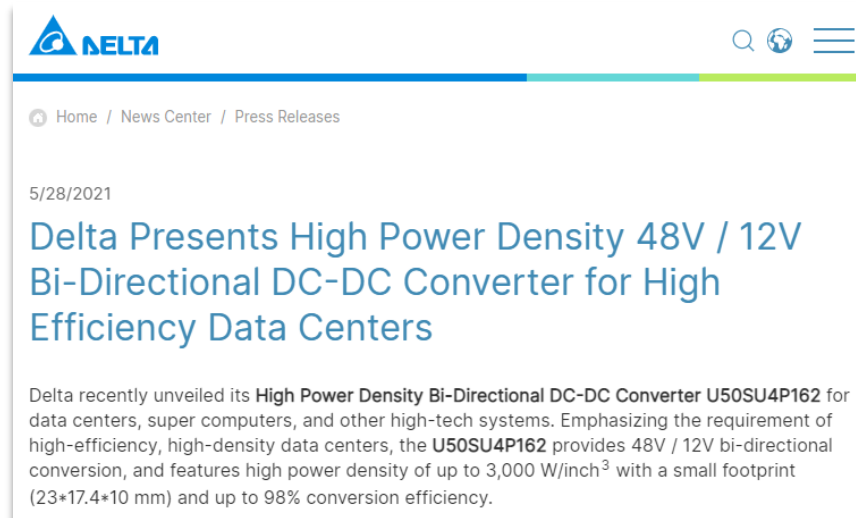 DELTA
Home / News Center / Press Releases
5/28/2021
Delta Presents High Power Density 48V / 12V
Bi-Directional DC-DC Converter for High
Efficiency Data Centers
Delta recently unveiled its High Power Density Bi-Directional DC-DC Converter U50SU4P162 for
data centers, super computers, and other high-tech systems. Emphasizing the requirement of
high-efficiency, high-density data centers, the U50SU4P162 provides 48V / 12V bi-directional
conversion, and features high power density of up to 3,000 W/inch³ with a small footprint
(23*17.4*10 mm) and up to 98% conversion efficiency.